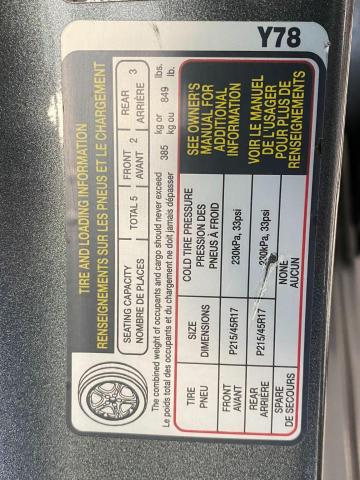 Y78
TIRE AND LOADING INFORMATION
RENSEIGNEMENTS SUR LES PNEUS ET LE CHARGEMENT
SEATING CAPACITY
NOMBRE DE PLACES
TOTAL 5
FRONT 2
AVANT
REAR 3
ARRIÈRE
The combined weight of occupants and cargo should never exceed 385 kg or 849 lbs.
Le poids total des occupants et du chargement ne doit jamais dépasser kg ou lb.
TIRE
PNEU
SIZE
DIMENSIONS
COLD TIRE PRESSURE
PRESSION DES
PNEUS À FROID
FRONT
AVANT
P215/45R17
230kPa, 33psi
REAR
ARRIÈRE
P215/45R17
230kPa, 33psi
SPARE
DE SECOURS
NONE
AUCUN
SEE OWNER'S
MANUAL FOR
ADDITIONAL
INFORMATION
VOIR LE MANUEL
DE L'USAGER
POUR PLUS DE
RENSEIGNEMENTS